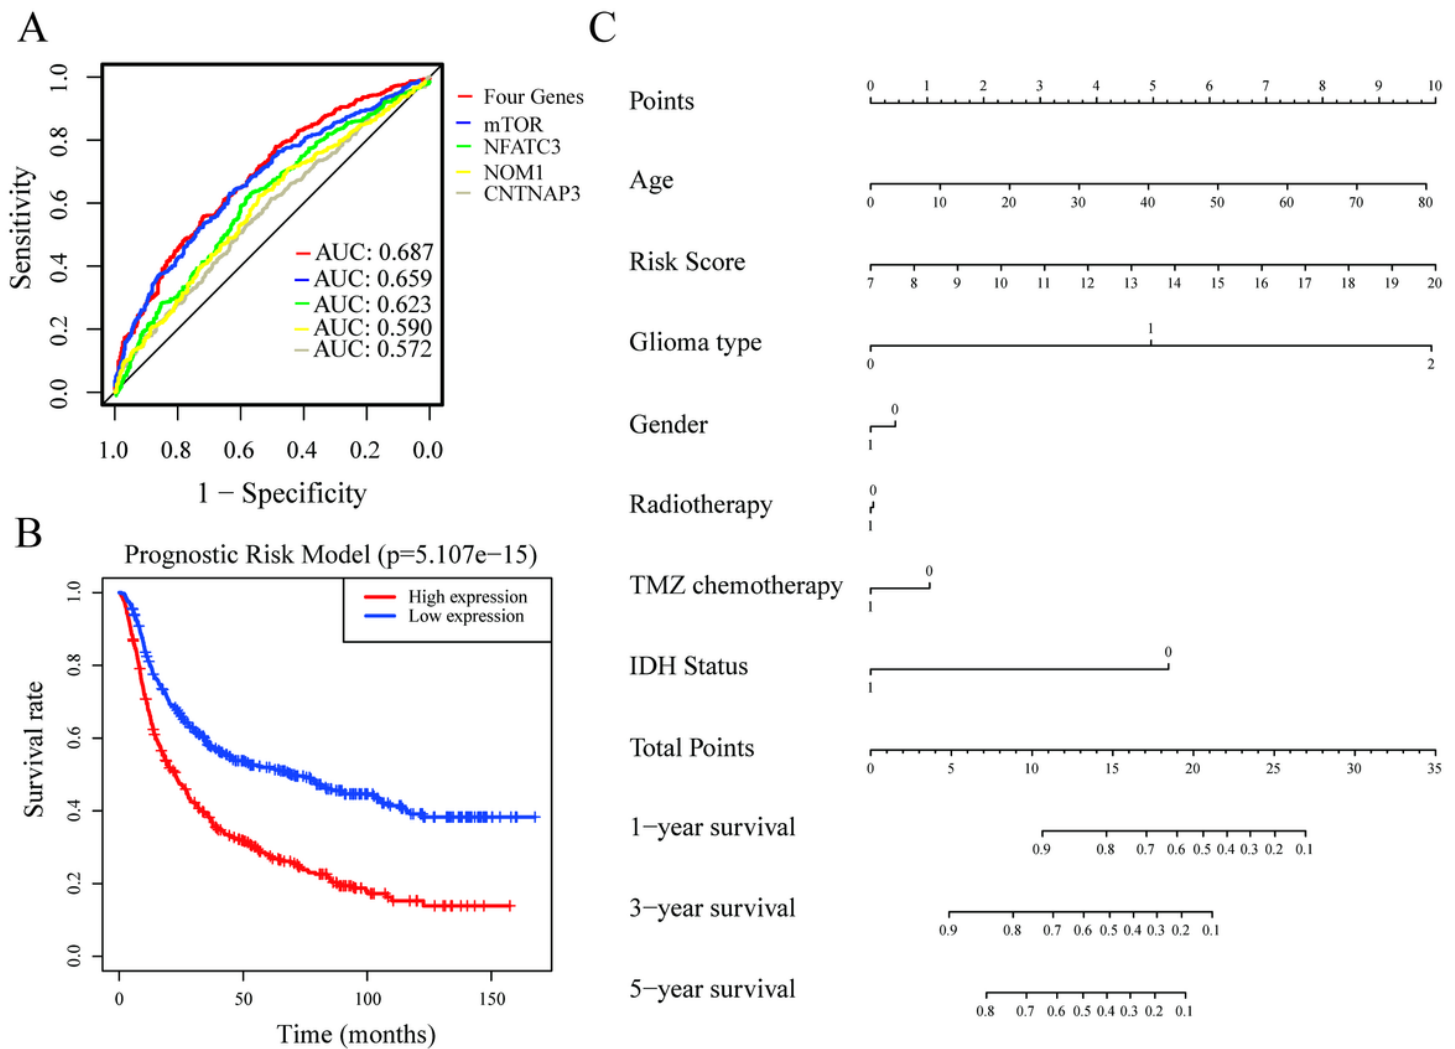 A
1.0
0.8
0.6
0.4
0.2
0.0
Sensitivity
1.0 0.8 0.6 0.4 0.2 0.0
1 − Specificity
Four Genes
mTOR
NFATC3
NOM1
CNTNAP3
AUC: 0.687
AUC: 0.659
AUC: 0.623
AUC: 0.590
AUC: 0.572
B
Prognostic Risk Model (p=5.107e−15)
High expression
Low expression
1.0
0.8
0.6
0.4
0.2
0.0
Survival rate
0 50 100 150
Time (months)
C
Points
0 1 2 3 4 5 6 7 8 9 10
Age
0 10 20 30 40 50 60 70 80
Risk Score
7 8 9 10 11 12 13 14 15 16 17 18 19 20
Glioma type
1
0 2
Gender
0
1
Radiotherapy
0
1
TMZ chemotherapy
0
1
IDH Status
0
1
Total Points
0 5 10 15 20 25 30 35
1−year survival
0.9 0.8 0.7 0.6 0.5 0.4 0.3 0.2 0.1
3−year survival
0.9 0.8 0.7 0.6 0.5 0.4 0.3 0.2 0.1
5−year survival
0.8 0.7 0.6 0.5 0.4 0.3 0.2 0.1